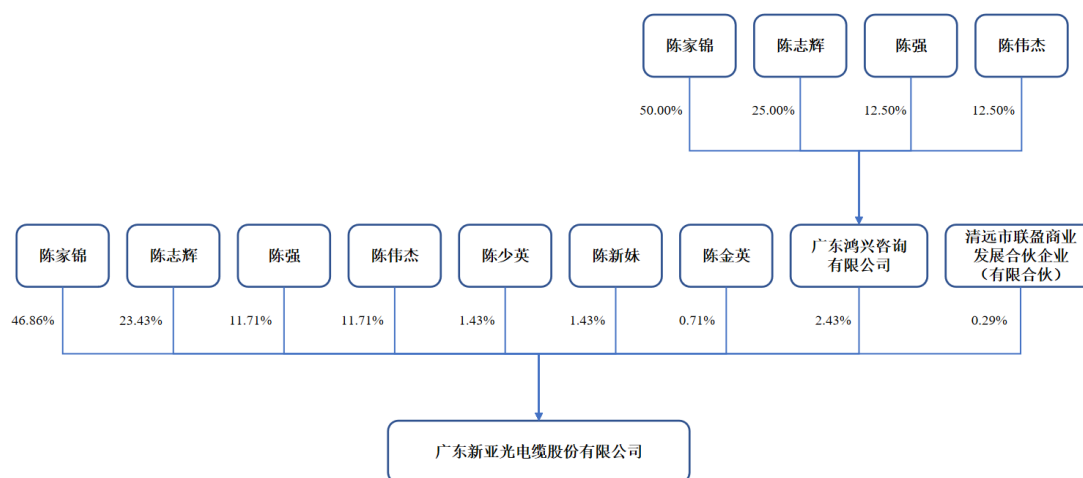 陈家锦
陈志辉
陈强
陈伟杰
50.00%
25.00%
12.50%
12.50%
陈家锦
陈志辉
陈强
陈伟杰
陈少英
陈新妹
陈金英
广东鸿兴咨询
有限公司
清远市联盈商业
发展合伙企业
（有限合伙）
46.86%
23.43%
11.71%
11.71%
1.43%
1.43%
0.71%
2.43%
0.29%
广东新亚光电缆股份有限公司